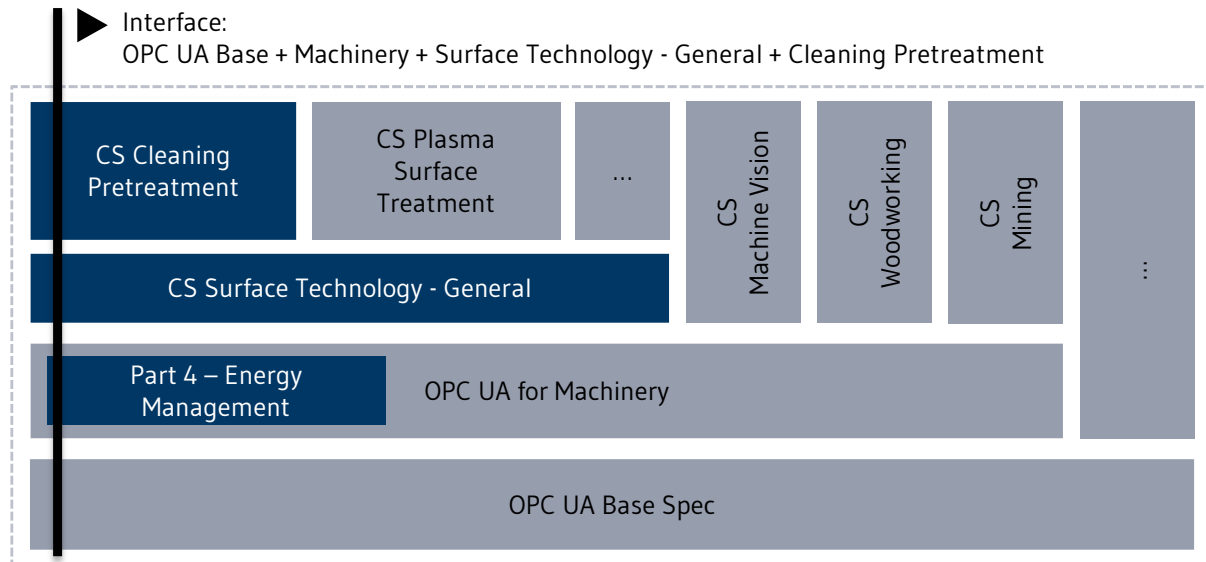 Interface:
OPC UA Base + Machinery + Surface Technology - General + Cleaning Pretreatment
CS Cleaning
Pretreatment
CS Plasma
Surface
Treatment
...
CS
Machine Vision
CS
Woodworking
CS
Mining
...
CS Surface Technology - General
Part 4 – Energy
Management
OPC UA for Machinery
OPC UA Base Spec